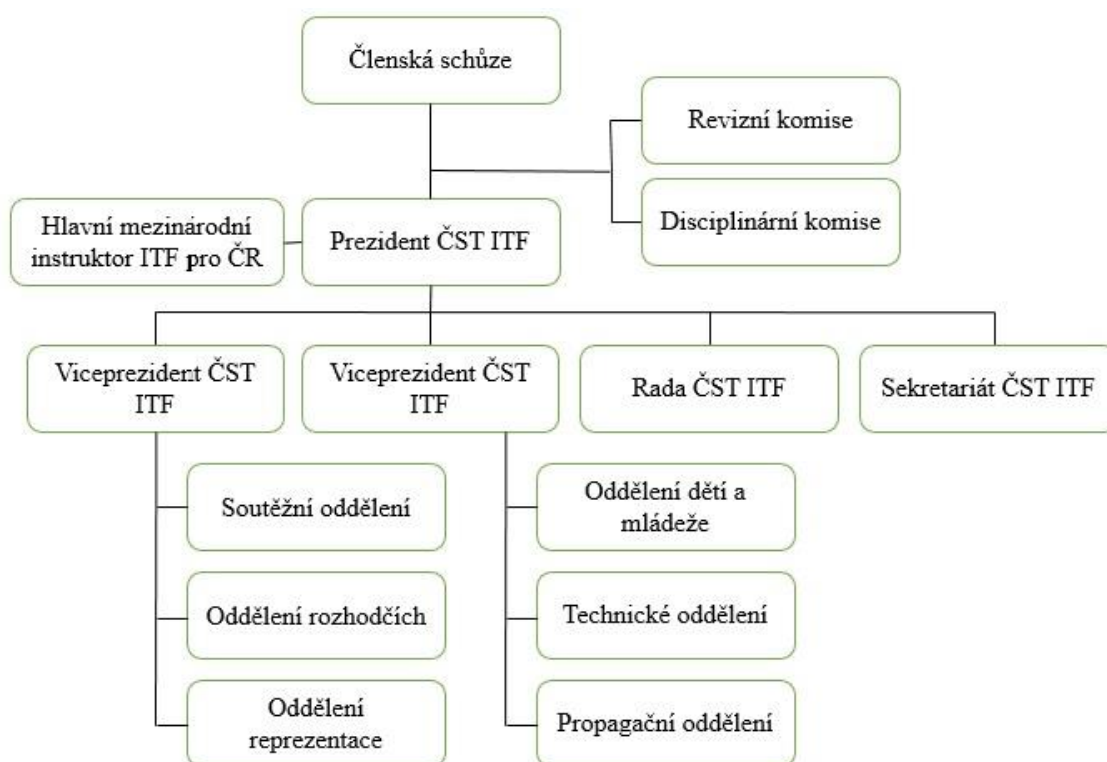 Členská schůze
Revizní komise
Disciplinární komise
Hlavní mezinárodní
instruktor ITF pro ČR
Prezident ČST ITF
Viceprezident ČST
ITF
Viceprezident ČST
ITF
Rada ČST ITF
Sekretariát ČST ITF
Soutěžní oddělení
Oddělení rozhodčích
Oddělení
reprezentace
Oddělení dětí a
mládeže
Technické oddělení
Propagační oddělení